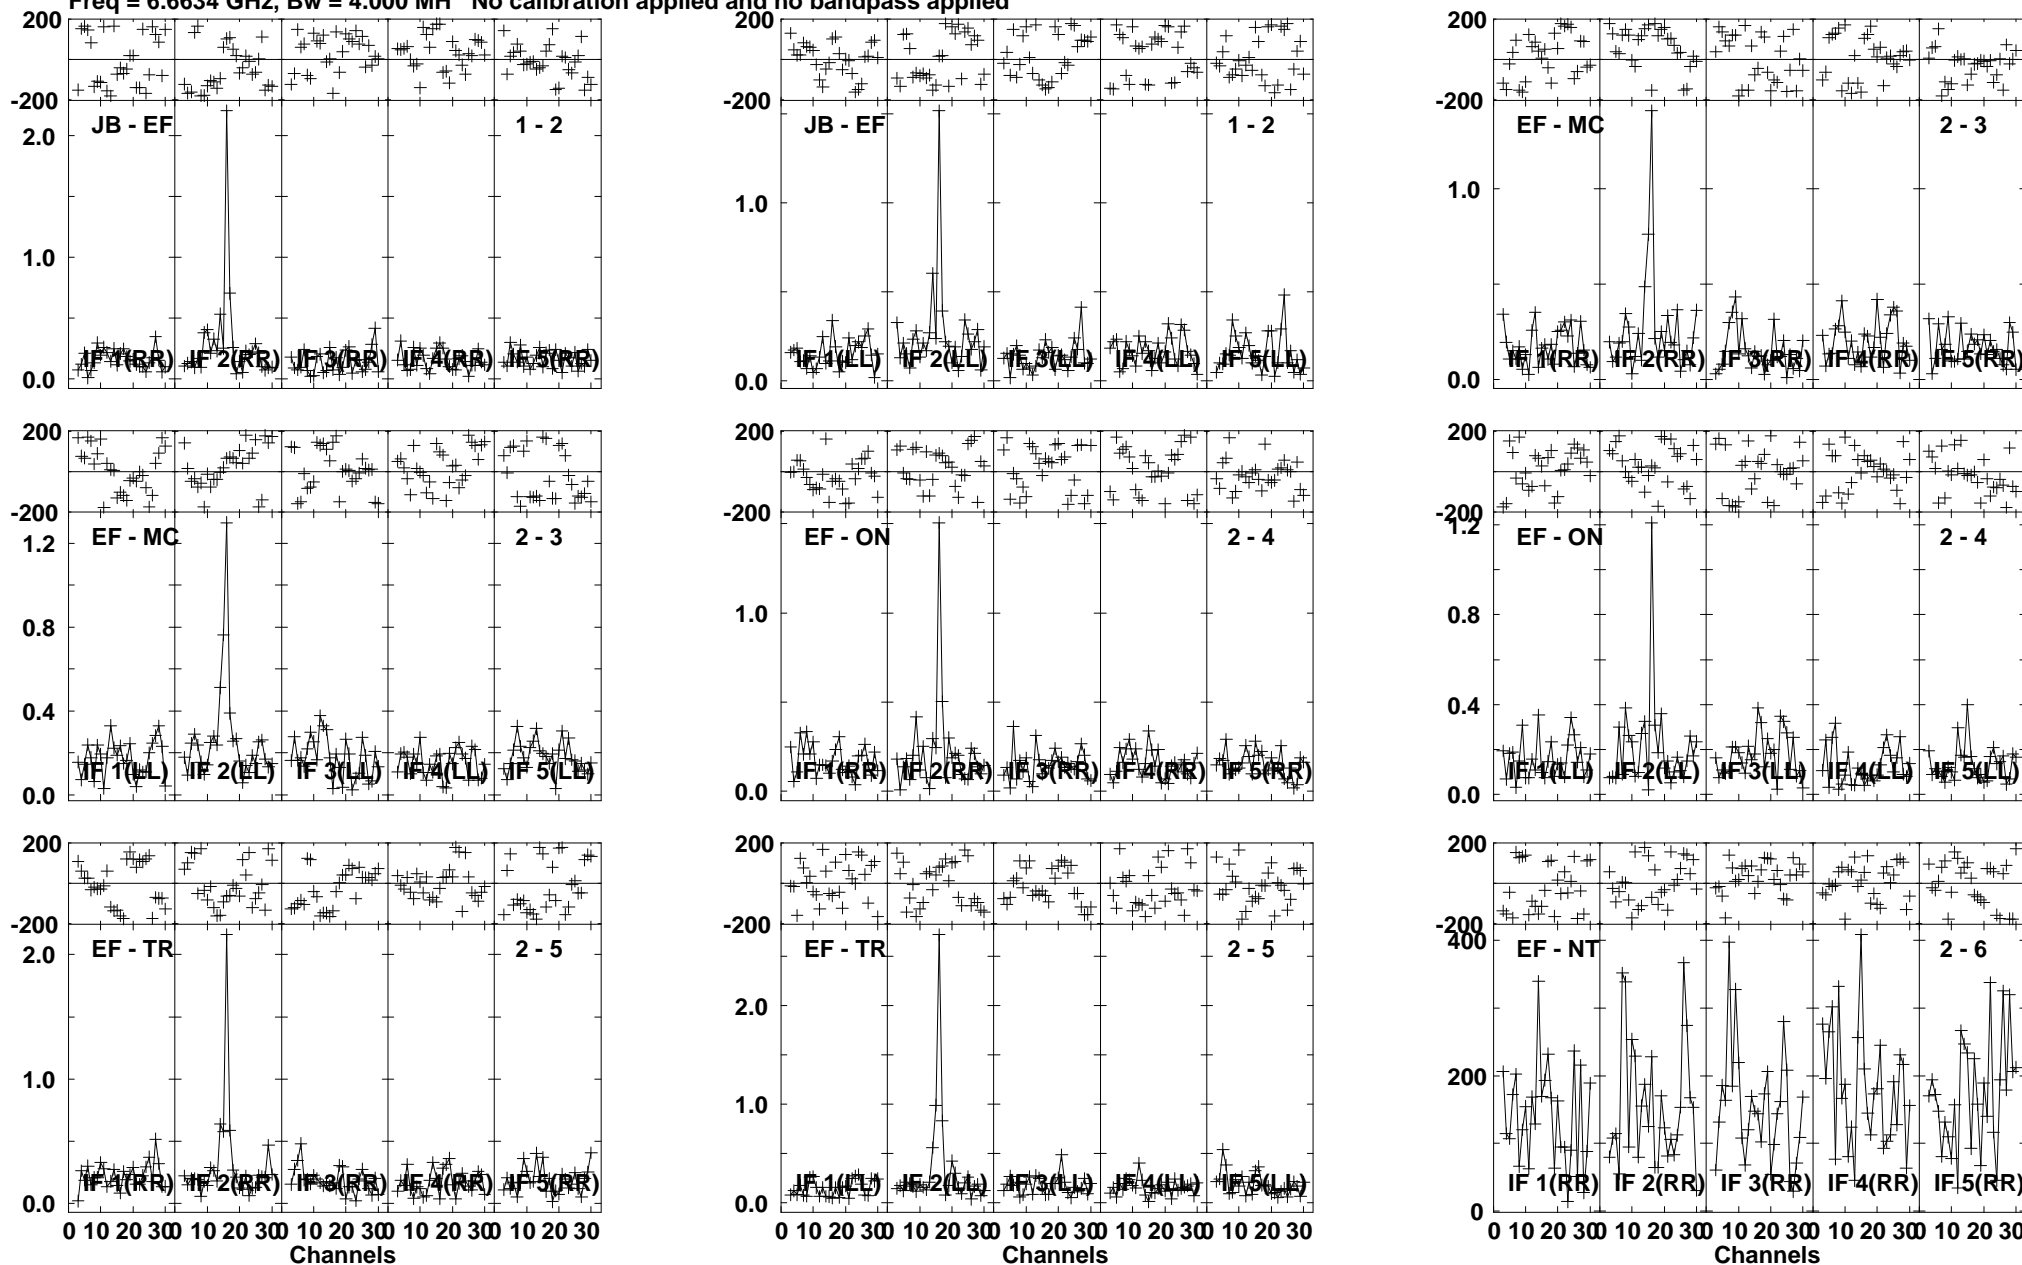 Freq = 6.6634 GHz, Bw = 4.000 MH No calibration applied and no bandpass applied
200
-200
JB - EF 1 - 2
2.0
1.0
0.0
IF 1(RR) IF 2(RR) IF 3(RR) IF 4(RR) IF 5(RR)
JB - EF 1 - 2
1.0
0.0
IF 1(LL) IF 2(LL) IF 3(LL) IF 4(LL) IF 5(LL)
200
-200
EF - MC 2 - 3
1.0
0.0
IF 1(RR) IF 2(RR) IF 3(RR) IF 4(RR) IF 5(RR)
200
-200
EF - MC 2 - 3
1.2
0.8
0.4
0.0
IF 1(LL) IF 2(LL) IF 3(LL) IF 4(LL) IF 5(LL)
200
-200
EF - ON 2 - 4
1.0
0.0
IF 1(RR) IF 2(RR) IF 3(RR) IF 4(RR) IF 5(RR)
200
-200
EF - ON 2 - 4
1.2
0.8
0.4
0.0
IF 1(LL) IF 2(LL) IF 3(LL) IF 4(LL) IF 5(LL)
200
-200
EF - TR 2 - 5
2.0
1.0
0.0
IF 1(RR) IF 2(RR) IF 3(RR) IF 4(RR) IF 5(RR)
0 10 20 30 0 10 20 30 0 10 20 30 0 10 20 30 0 10 20 30
Channels
200
-200
EF - TR 2 - 5
2.0
1.0
0.0
IF 1(LL) IF 2(LL) IF 3(LL) IF 4(LL) IF 5(LL)
0 10 20 30 0 10 20 30 0 10 20 30 0 10 20 30 0 10 20 30
Channels
200
-200
EF - NT 2 - 6
400
200
0
IF 1(RR) IF 2(RR) IF 3(RR) IF 4(RR) IF 5(RR)
0 10 20 30 0 10 20 30 0 10 20 30 0 10 20 30 0 10 20 30
Channels